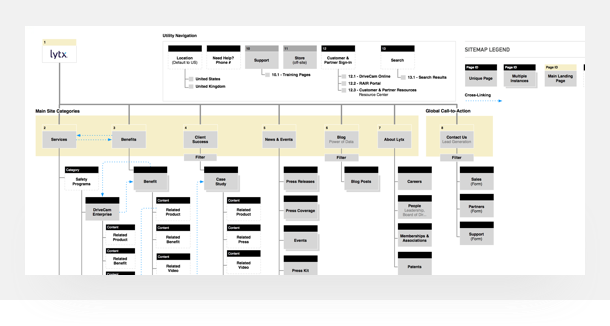 Utility Navigation
1
lytx
Location
(Default to US)
Need Help?
Phone #
10
Support
11
Store
(off-site)
12
Customer &
Partner Sign-in
13
Search
United States
United Kingdom
10.1 - Training Pages
12.1 - DriveCam Online
12.2 - RAIR Portal
12.3 - Customer & Partner Resources
Resource Center
13.1 - Search Results
SITEMAP LEGEND
Page ID
Unique Page
Page ID
Multiple
Instances
Page ID
Main Landing
Page
Cross-Linking
Main Site Categories
Global Call-to-Action
2
Services
3
Benefits
4
Client
Success
5
News & Events
6
Blog
Power of Data
7
About Lytx
8
Contact Us
Lead Generation
Filter
Filter
Filter
Category
Safety
Programs
Benefit
Case
Study
Press Releases
Blog Posts
Careers
Sales
(Form)
DriveCam
Enterprise
Content
Related
Product
Content
Related
Product
Press Coverage
People
Leadership,
Partners
(Form)
Content
Related
Product
Content
Related
Benefit
Content
Related
Press
Events
Memberships &
Associations
Support
(Form)
Content
Related
Benefit
Content
Related
Video
Content
Related
Video
Press Kit
Patents
Content